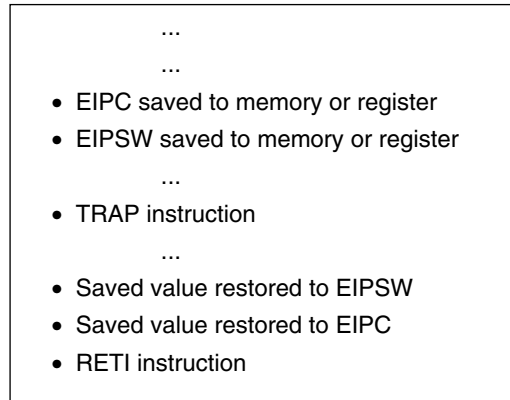 ...
...
• EIPC saved to memory or register
• EIPSW saved to memory or register
...
• TRAP instruction
...
• Saved value restored to EIPSW
• Saved value restored to EIPC
• RETI instruction